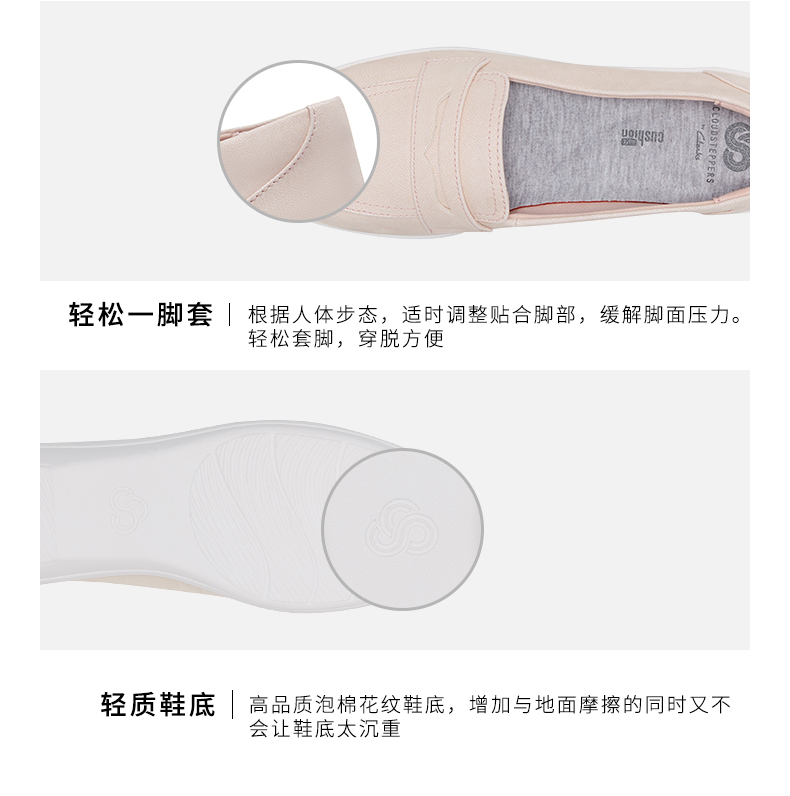 CLOUDSTEPPERS
by Clarks
cushion
轻松一脚套
根据人体步态，适时调整贴合脚部，缓解脚面压力。
轻松套脚，穿脱方便
轻质鞋底
高品质泡棉花纹鞋底，增加与地面摩擦的同时又不
会让鞋底太沉重